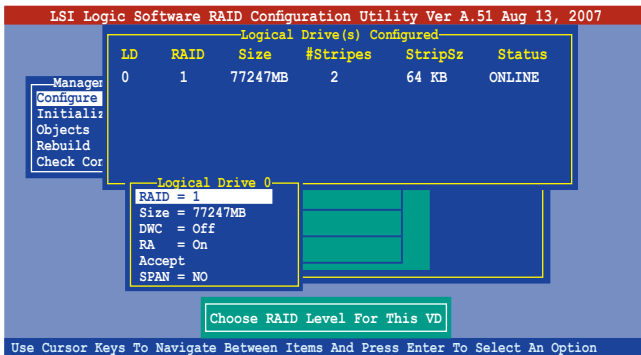 LSI Logic Software RAID Configuration Utility Ver A.51 Aug 13, 2007
Logical Drive(s) Configured
LD RAID Size #Stripes StripSz Status
0 1 77247MB 2 64 KB ONLINE
Managem
Configure
Initializ
Objects
Rebuild
Check Con
Logical Drive 0
RAID = 1
Size = 77247MB
DWC = Off
RA = On
Accept
SPAN = NO
Choose RAID Level For This VD
Use Cursor Keys To Navigate Between Items And Press Enter To Select An Option